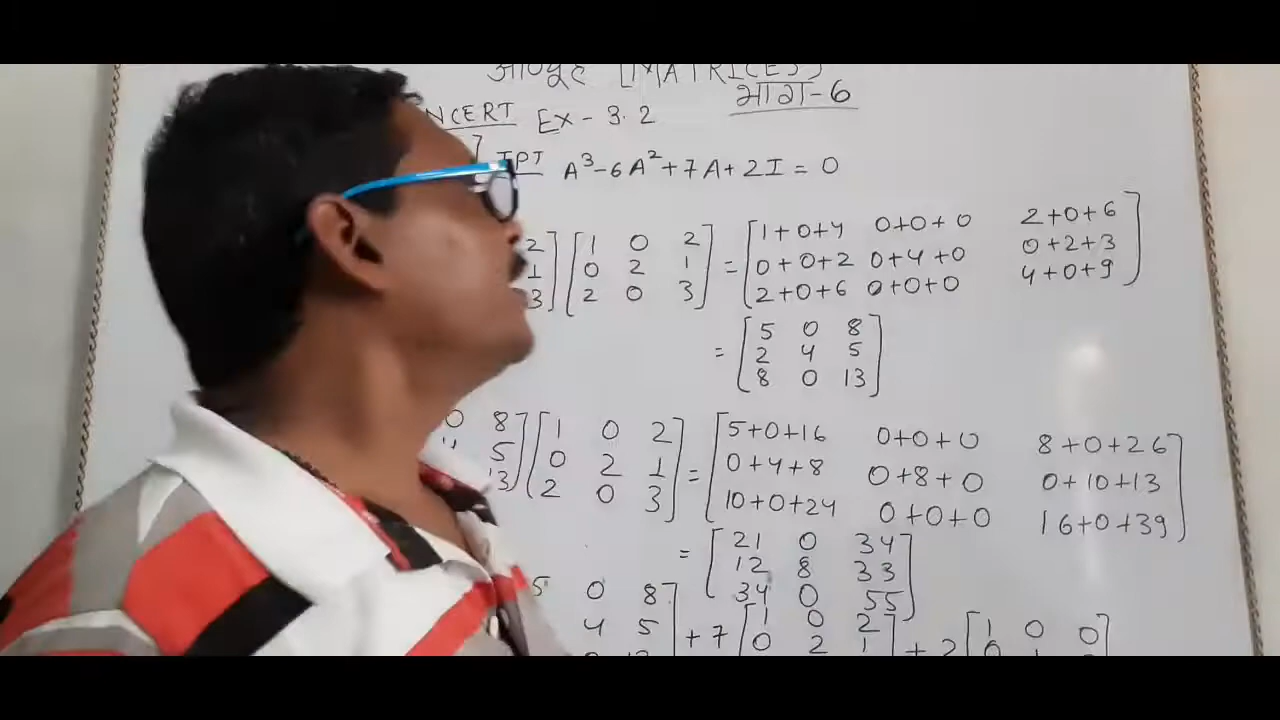 आव्यूह [MATRICES]
भाग-6
NCERT Ex-3.2
TPT A³-6A²+7A+2I=0
2] [1 0 2] = [1+0+4 0+0+0 2+0+6]
1] [0 2 1] [0+0+2 0+4+0 0+2+3]
3] [2 0 3] [2+0+6 0+0+0 4+0+9]
= [5 0 8]
[2 4 5]
[8 0 13]
0 8] [1 0 2] = [5+0+16 0+0+0 8+0+26]
5] [0 2 1] [0+4+8 0+8+0 0+10+13]
13] [2 0 3] [10+0+24 0+0+0 16+0+39]
= [21 0 34]
[12 8 33]
[34 0 55]
5 0 8] + 7 [1 0 2] + 2 [1 0 0]
4 5] [0 2 1]